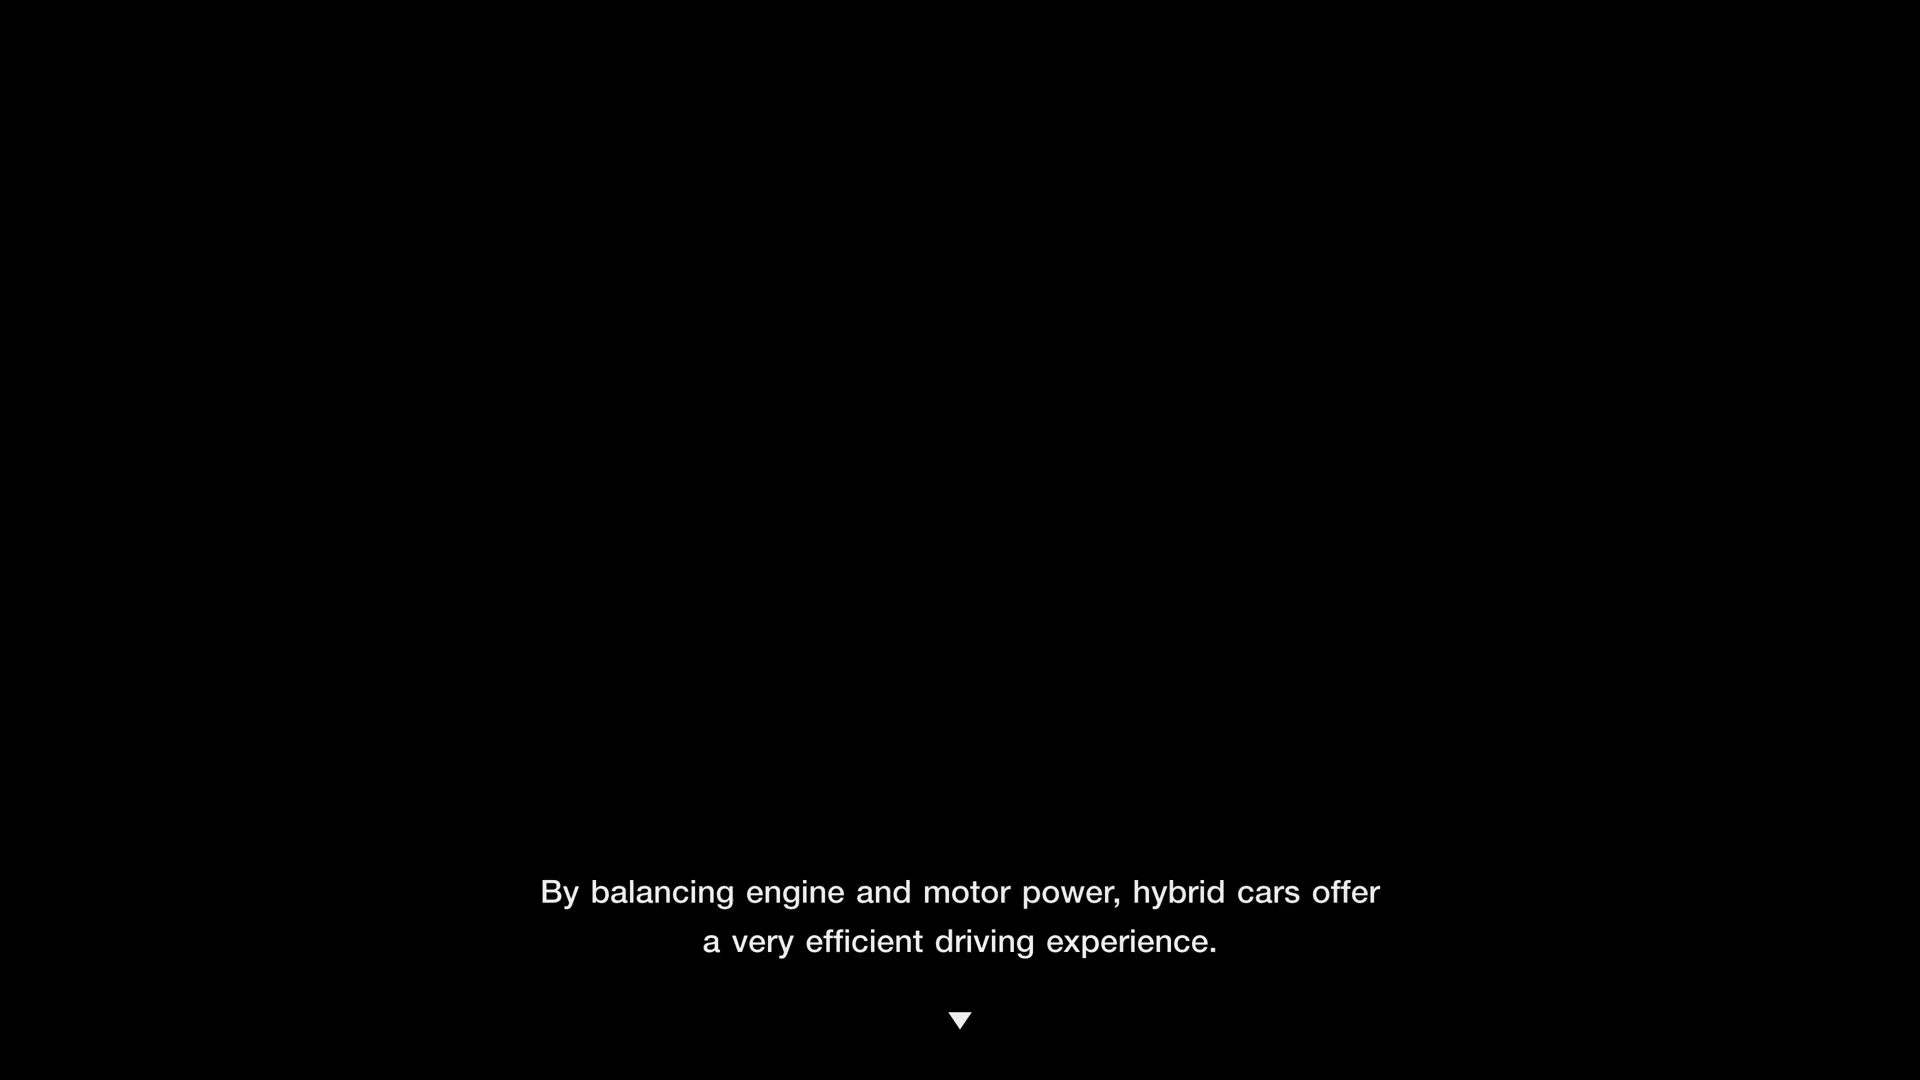 By balancing engine and motor power, hybrid cars offer
a very efficient driving experience.